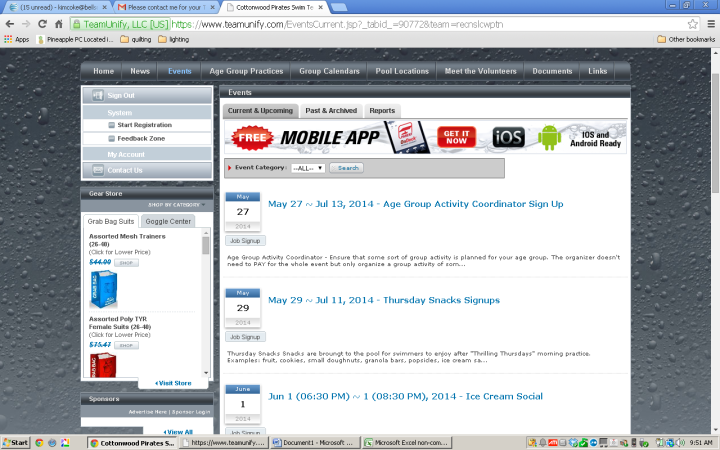 (15 unread) - kimcoke@bells
Please contact me for your
Cottonwood Pirates Swim Te
TeamUnify, LLC [US] https://www.teamunify.com/EventsCurrent.jsp?_tabid_=90772&team=recnslcwptn
Apps
Pineapple PC Located i...
quilting
lighting
Other bookmarks
Home News Events Age Group Practices Group Calendars Pool Locations Meet the Volunteers Documents Links
Sign Out
System
Start Registration
Feedback Zone
My Account
Contact Us
Gear Store
SHOP BY CATEGORY
Grab Bag Suits Goggle Center
Assorted Mesh Trainers
(26-40)
(Click for Lower Price)
$44.00 SHOP
GRAB BAG
Assorted Poly TYR
Female Suits (26-40)
(Click for Lower Price)
$75.47 SHOP
GRAB BAG
Visit Store
Sponsors
Advertise Here | Sponsor Login
View All
Events
Current & Upcoming Past & Archived Reports
FREE MOBILE APP GET IT NOW iOS iOS and Android Ready
Event Category: --ALL-- Search
May
27
2014
May 27 ~ Jul 13, 2014 - Age Group Activity Coordinator Sign Up
Job Signup
Age Group Activity Coordinator - Ensure that some sort of group activity is planned for your age group. The organizer doesn't
need to PAY for the whole event but only organize a group activity of som...
May
29
2014
May 29 ~ Jul 11, 2014 - Thursday Snacks Signups
Job Signup
Thursday Snacks Snacks are broungt to the pool for swimmers to enjoy after "Thrilling Thursdays" morning practice.
Examples: fruit, cookies, small doughnuts, granola bars, popsides, ice cream sa...
June
1
2014
Jun 1 (06:30 PM) ~ 1 (08:30 PM), 2014 - Ice Cream Social
Job Signup
Start
Cottonwood Pirates S...
https://www.teamunify....
Document1 - Microsoft ...
Microsoft Excel non-com...
9:51 AM